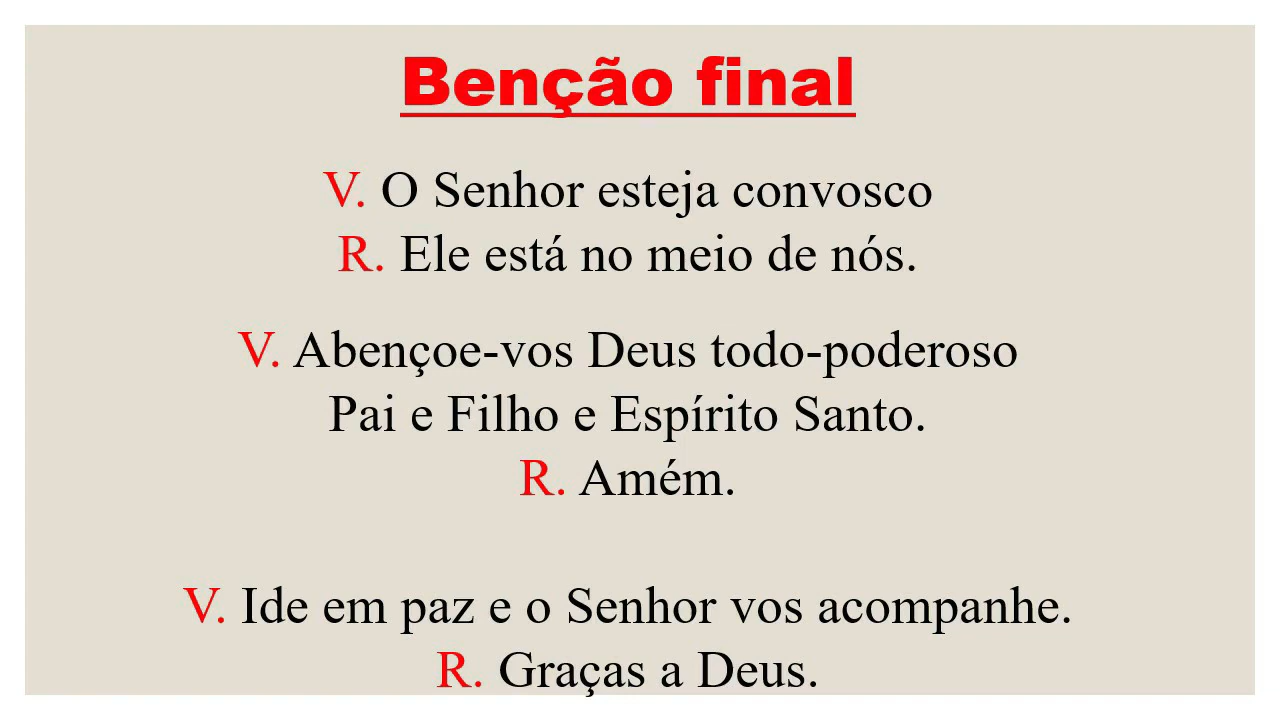 Benção final
V. O Senhor esteja convosco
R. Ele está no meio de nós.
V. Abençoe-vos Deus todo-poderoso
Pai e Filho e Espírito Santo.
R. Amém.
V. Ide em paz e o Senhor vos acompanhe.
R. Graças a Deus.